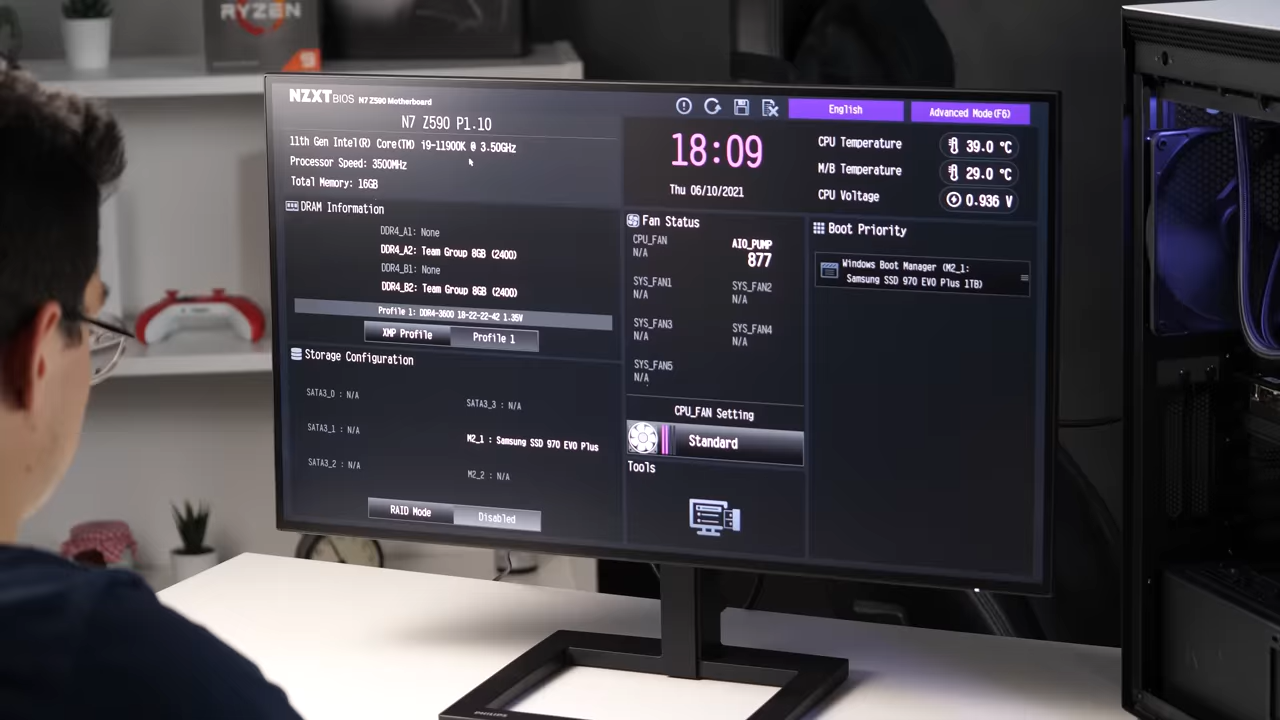 RYZEN
9
NZXT BIOS N7 Z590 Motherboard
English
Advanced Mode(F6)
N7 Z590 P1.10
11th Gen Intel(R) Core(TM) i9-11900K @ 3.50GHz
Processor Speed: 3500MHz
Total Memory: 16GB
18:09
Thu 06/10/2021
CPU Temperature
39.0 °C
M/B Temperature
29.0 °C
CPU Voltage
0.936 V
DRAM Information
DDR4_A1: None
DDR4_A2: Team Group 8GB (2400)
DDR4_B1: None
DDR4_B2: Team Group 8GB (2400)
Profile 1: DDR4-3600 18-22-22-42 1.35V
XMP Profile
Profile 1
Storage Configuration
SATA3_0 : N/A
SATA3_3 : N/A
SATA3_1 : N/A
M2_1 : Samsung SSD 970 EVO Plus
SATA3_2 : N/A
M2_2 : N/A
RAID Mode
Disabled
Fan Status
CPU_FAN
N/A
AIO_PUMP
877
SYS_FAN1
N/A
SYS_FAN2
N/A
SYS_FAN3
N/A
SYS_FAN4
N/A
SYS_FAN5
N/A
CPU_FAN Setting
Standard
Tools
Boot Priority
Windows Boot Manager (M2_1:
Samsung SSD 970 EVO Plus 1TB)
PHILIPS